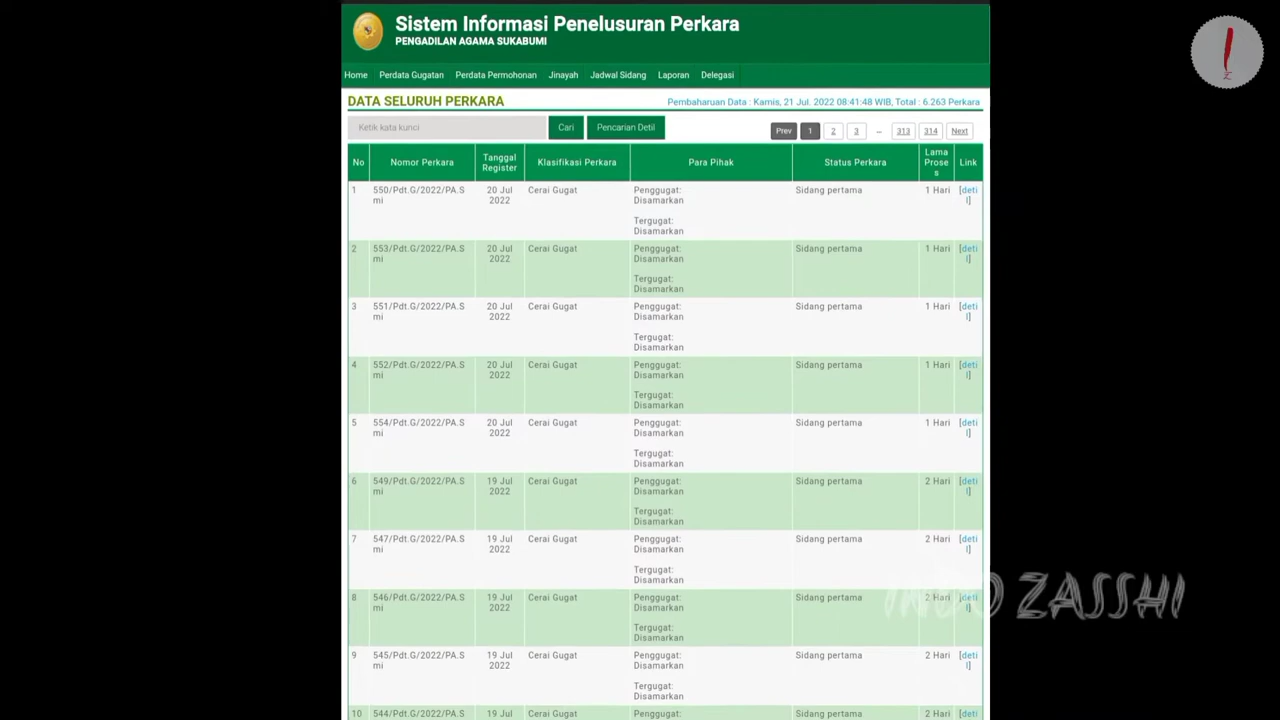 Sistem Informasi Penelusuran Perkara
PENGADILAN AGAMA SUKABUMI
Home Perdata Gugatan Perdata Permohonan Jinayah Jadwal Sidang Laporan Delegasi
DATA SELURUH PERKARA
Pembaharuan Data : Kamis, 21 Jul. 2022 08:41:48 WIB, Total : 6.263 Perkara
Ketik kata kunci Cari Pencarian Detil Prev 1 2 3 … 313 314 Next
No Nomor Perkara Tanggal Register Klasifikasi Perkara Para Pihak Status Perkara Lama Proses Link
1 550/Pdt.G/2022/PA.Smi 20 Jul 2022 Cerai Gugat Penggugat: Disamarkan Tergugat: Disamarkan Sidang pertama 1 Hari [detil]
2 553/Pdt.G/2022/PA.Smi 20 Jul 2022 Cerai Gugat Penggugat: Disamarkan Tergugat: Disamarkan Sidang pertama 1 Hari [detil]
3 551/Pdt.G/2022/PA.Smi 20 Jul 2022 Cerai Gugat Penggugat: Disamarkan Tergugat: Disamarkan Sidang pertama 1 Hari [detil]
4 552/Pdt.G/2022/PA.Smi 20 Jul 2022 Cerai Gugat Penggugat: Disamarkan Tergugat: Disamarkan Sidang pertama 1 Hari [detil]
5 554/Pdt.G/2022/PA.Smi 20 Jul 2022 Cerai Gugat Penggugat: Disamarkan Tergugat: Disamarkan Sidang pertama 1 Hari [detil]
6 549/Pdt.G/2022/PA.Smi 19 Jul 2022 Cerai Gugat Penggugat: Disamarkan Tergugat: Disamarkan Sidang pertama 2 Hari [detil]
7 547/Pdt.G/2022/PA.Smi 19 Jul 2022 Cerai Gugat Penggugat: Disamarkan Tergugat: Disamarkan Sidang pertama 2 Hari [detil]
8 546/Pdt.G/2022/PA.Smi 19 Jul 2022 Cerai Gugat Penggugat: Disamarkan Tergugat: Disamarkan Sidang pertama 2 Hari [detil]
9 545/Pdt.G/2022/PA.Smi 19 Jul 2022 Cerai Gugat Penggugat: Disamarkan Tergugat: Disamarkan Sidang pertama 2 Hari [detil]
10 544/Pdt.G/2022/PA.S 19 Jul Cerai Gugat Penggugat: Sidang pertama 2 Hari [deti
INDO ZASSHI